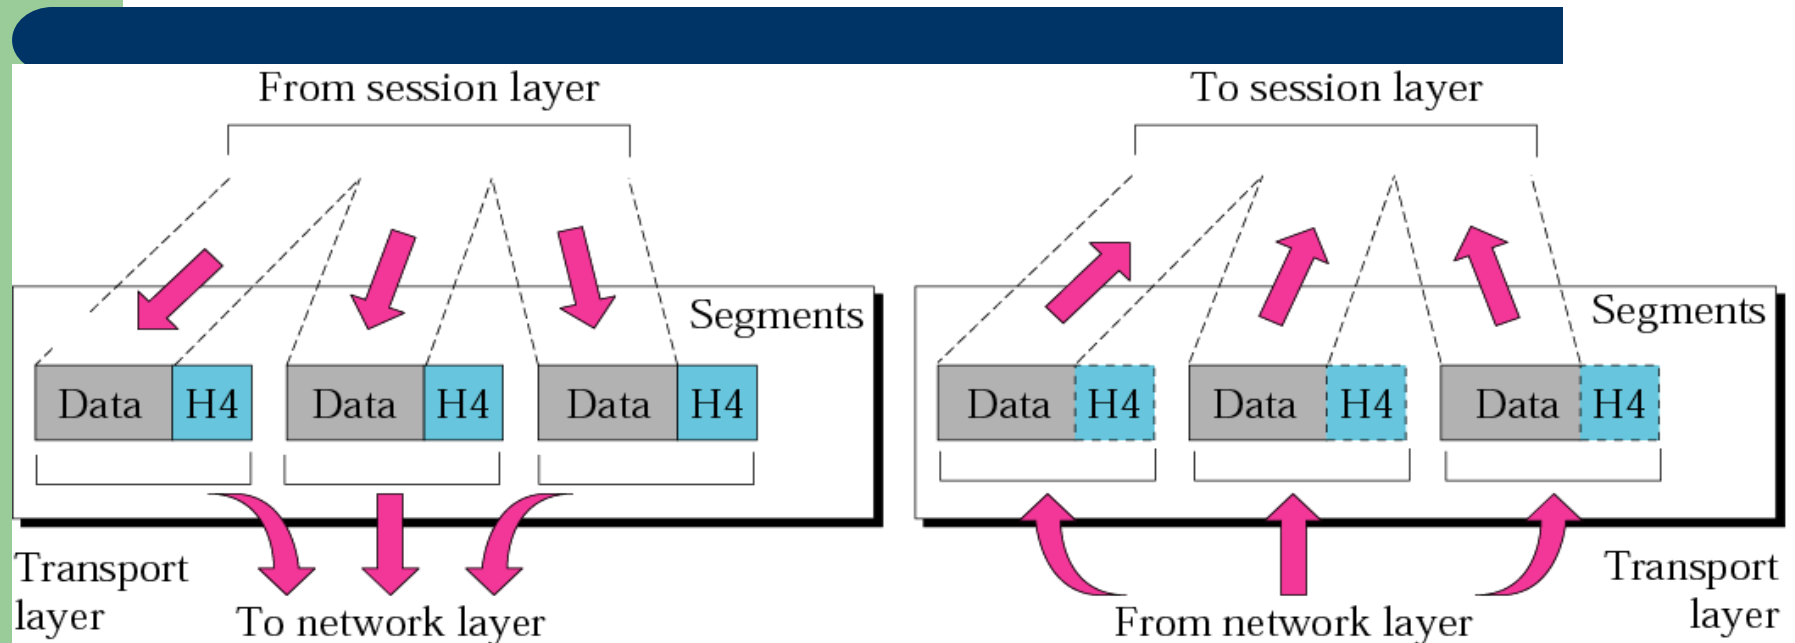 From session layer
Segments
Data H4 Data H4 Data H4
Transport
layer
To network layer
To session layer
Segments
Data H4 Data H4 Data H4
From network layer
Transport
layer